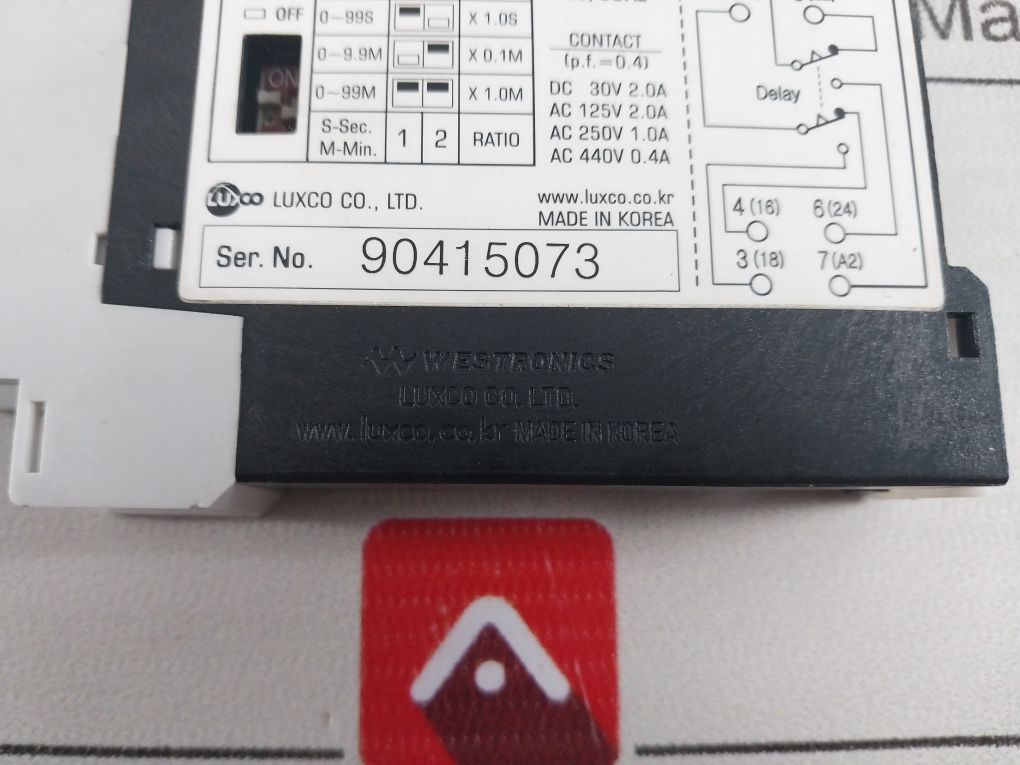 OFF
0~99S X 1.0S
0~9.9M X 0.1M
0~99M X 1.0M
S-Sec.
M-Min. 1 2 RATIO
ON
CONTACT
(p.f.=0.4)
DC 30V 2.0A
AC 125V 2.0A
AC 250V 1.0A
AC 440V 0.4A
Delay
4 (16) 6 (24)
3 (18) 7 (A2)
LUXCO LUXCO CO., LTD.
www.luxco.co.kr
MADE IN KOREA
Ser. No. 90415073
WESTRONICS
LUXCO CO, LTD.
www.luxco.co.kr MADE IN KOREA
Ma